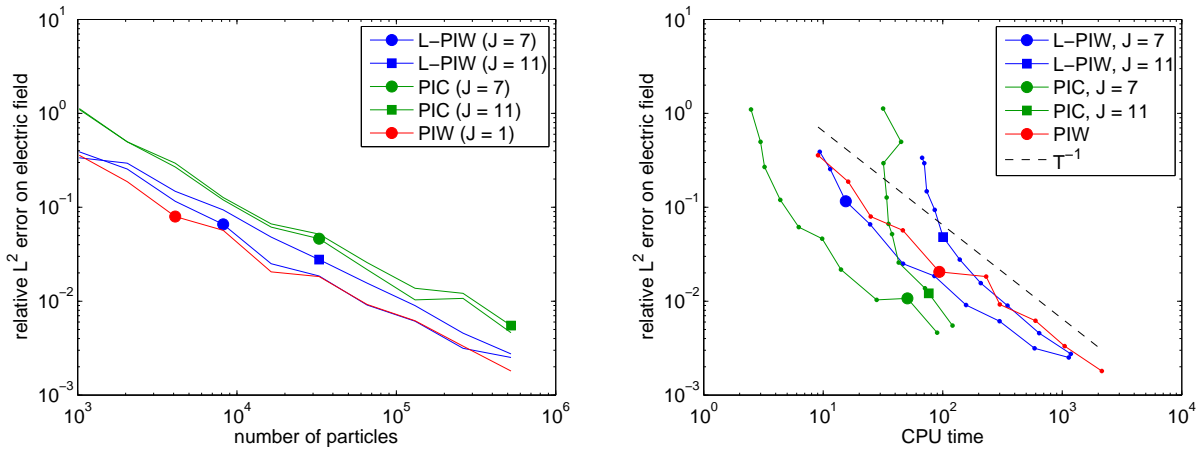 10^1
10^0
10^-1
10^-2
10^-3
10^3
10^4
10^5
10^6
number of particles
relative L^2 error on electric field
L−PIW (J = 7)
L−PIW (J = 11)
PIC (J = 7)
PIC (J = 11)
PIW (J = 1)
10^1
10^0
10^-1
10^-2
10^-3
10^0
10^1
10^2
10^3
10^4
CPU time
relative L^2 error on electric field
L−PIW, J = 7
L−PIW, J = 11
PIC, J = 7
PIC, J = 11
PIW
T^−1